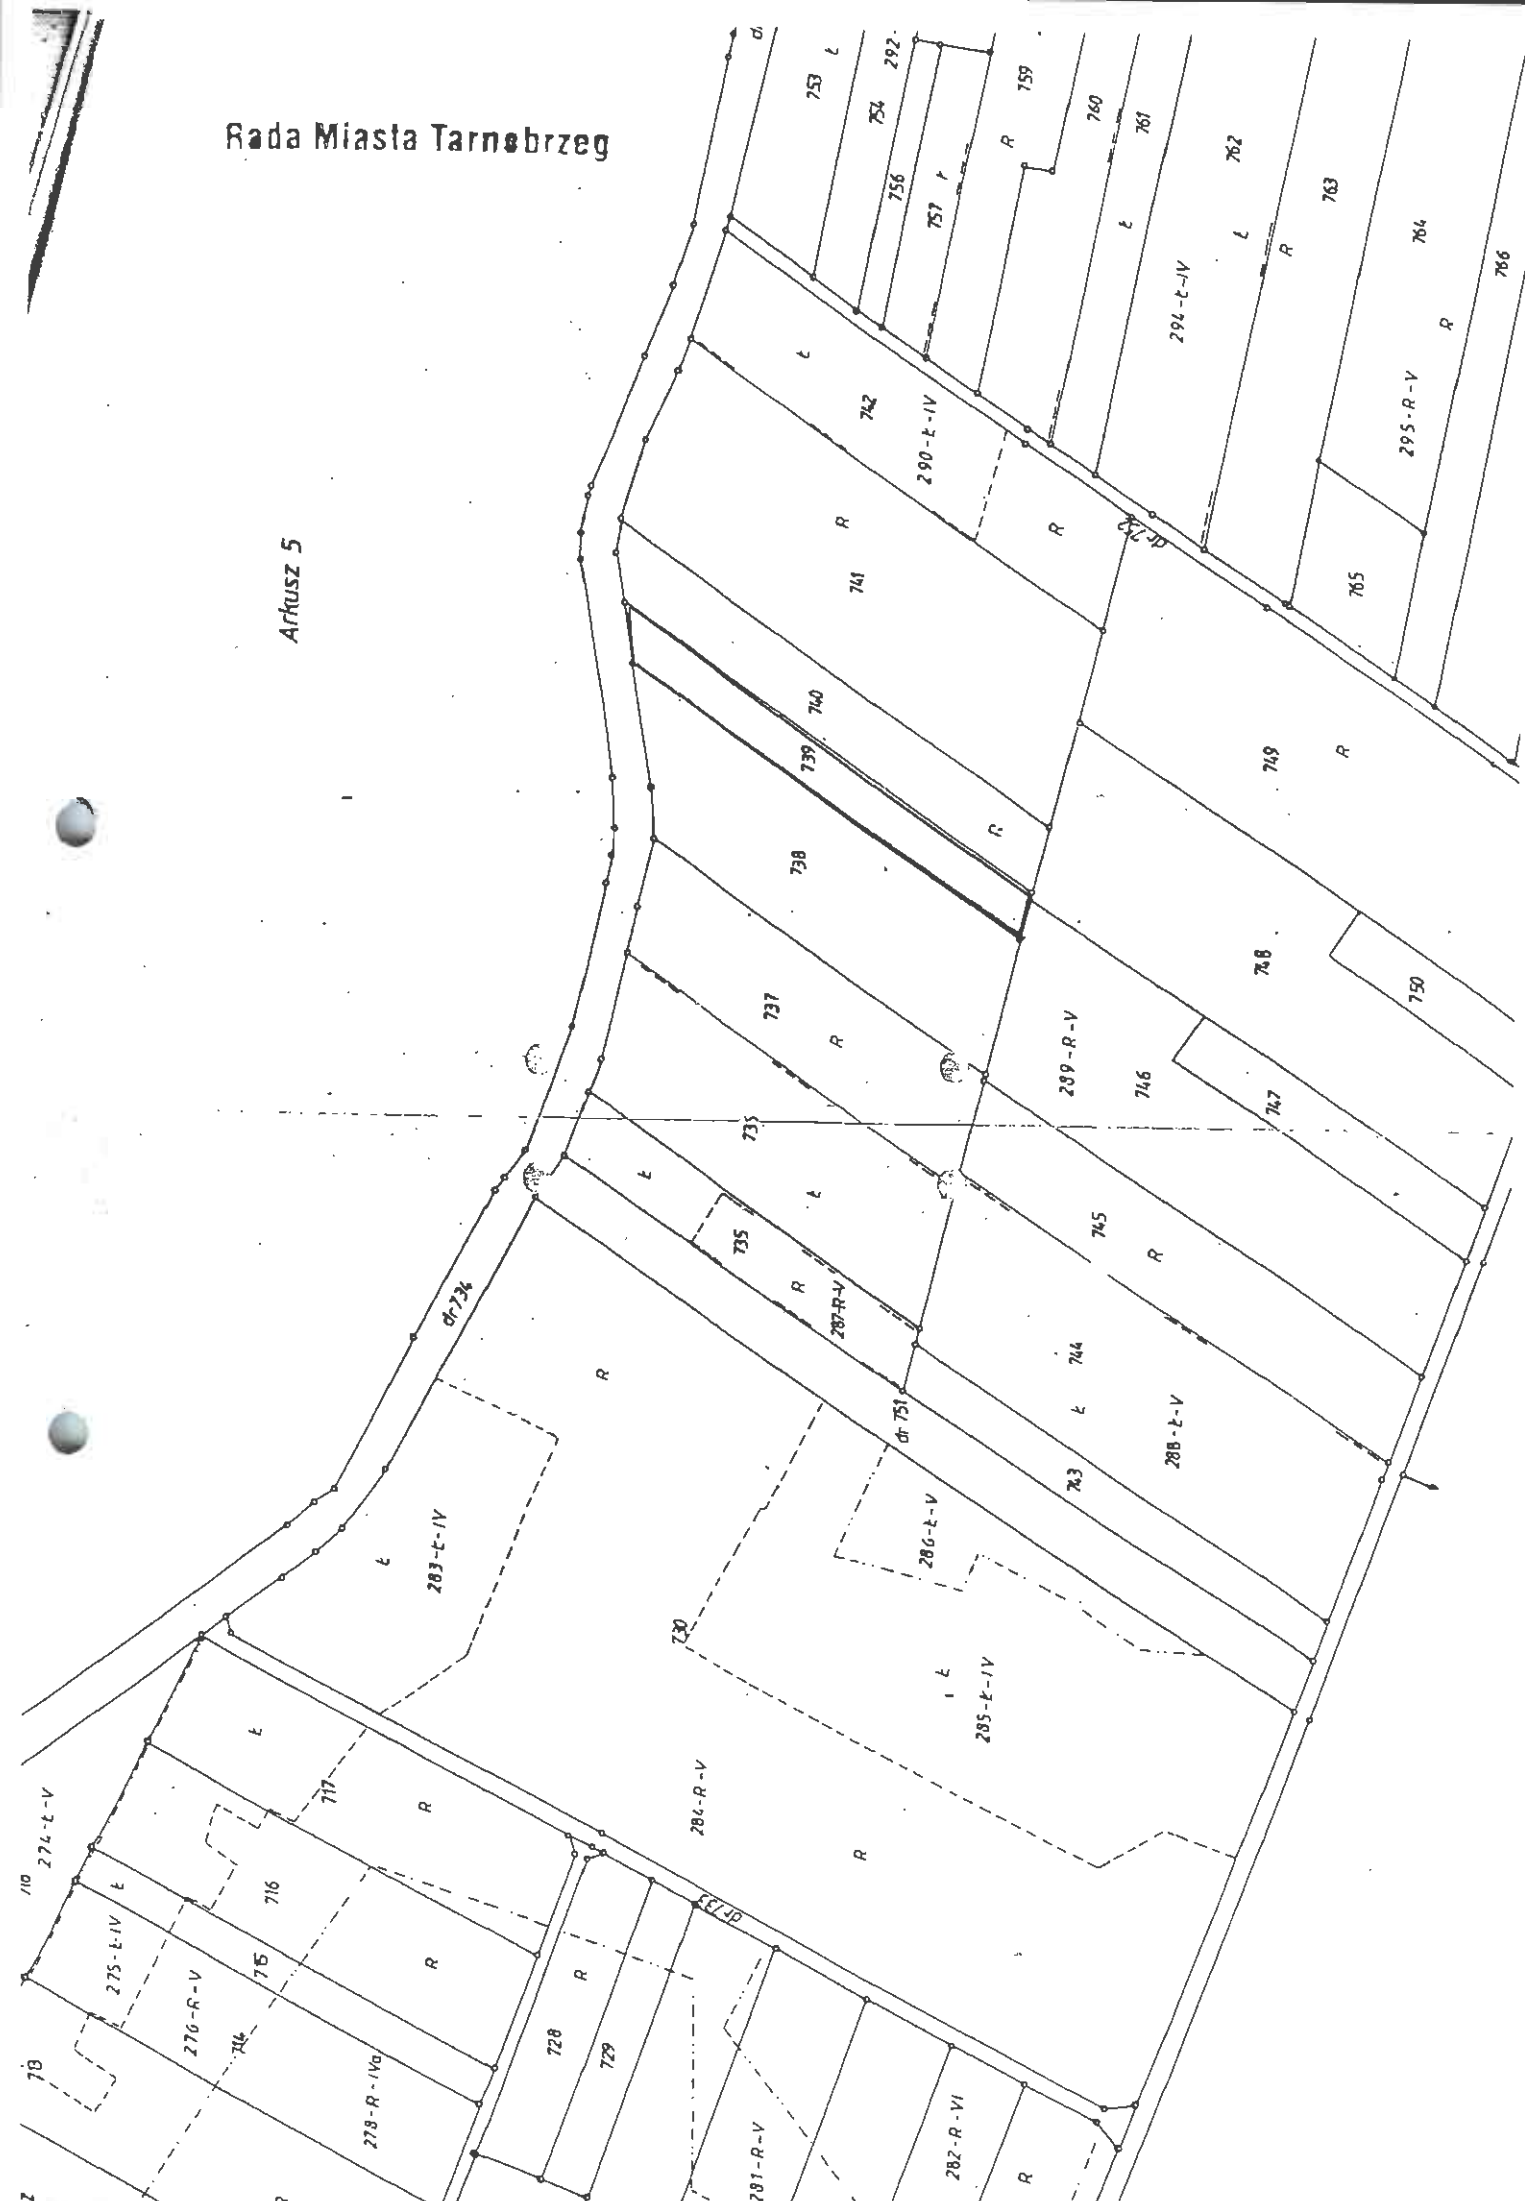 Rada Miasta Tarnobrzeg
Arkusz 5
753
Ł
754
292-
756
757
Ł
759
R
760
761
Ł
762
Ł
R
763
764
R
766
294-Ł-IV
295-R-V
765
Ł
742
290-Ł-IV
R
R
741
dr 752
740
739
R
749
R
738
748
750
737
R
289-R-V
746
747
735
Ł
Ł
735
R
287-R-V
745
R
dr 734
R
744
Ł
288-Ł-V
dr 751
743
Ł
283-Ł-IV
286-Ł-V
730
Ł
285-Ł-IV
284-R-V
R
Ł
717
R
274-Ł-V
Ł
716
275-Ł-IV
715
R
276-R-V
714
278-R-IVa
dr 733
R
728
729
281-R-V
282-R-VI
R